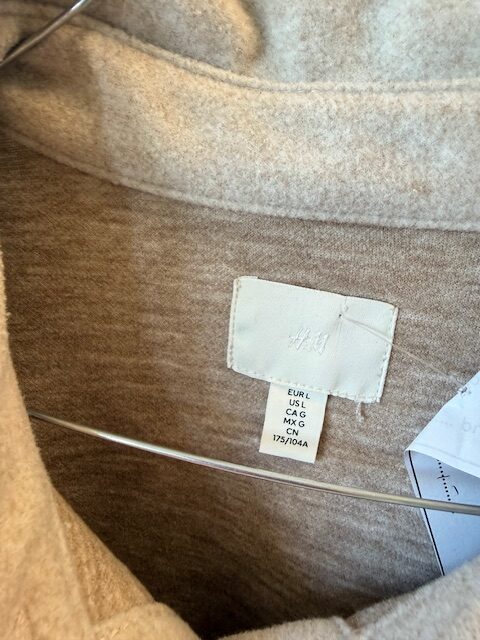 H&M
EUR L
US L
CA G
MX G
CN
175/104A